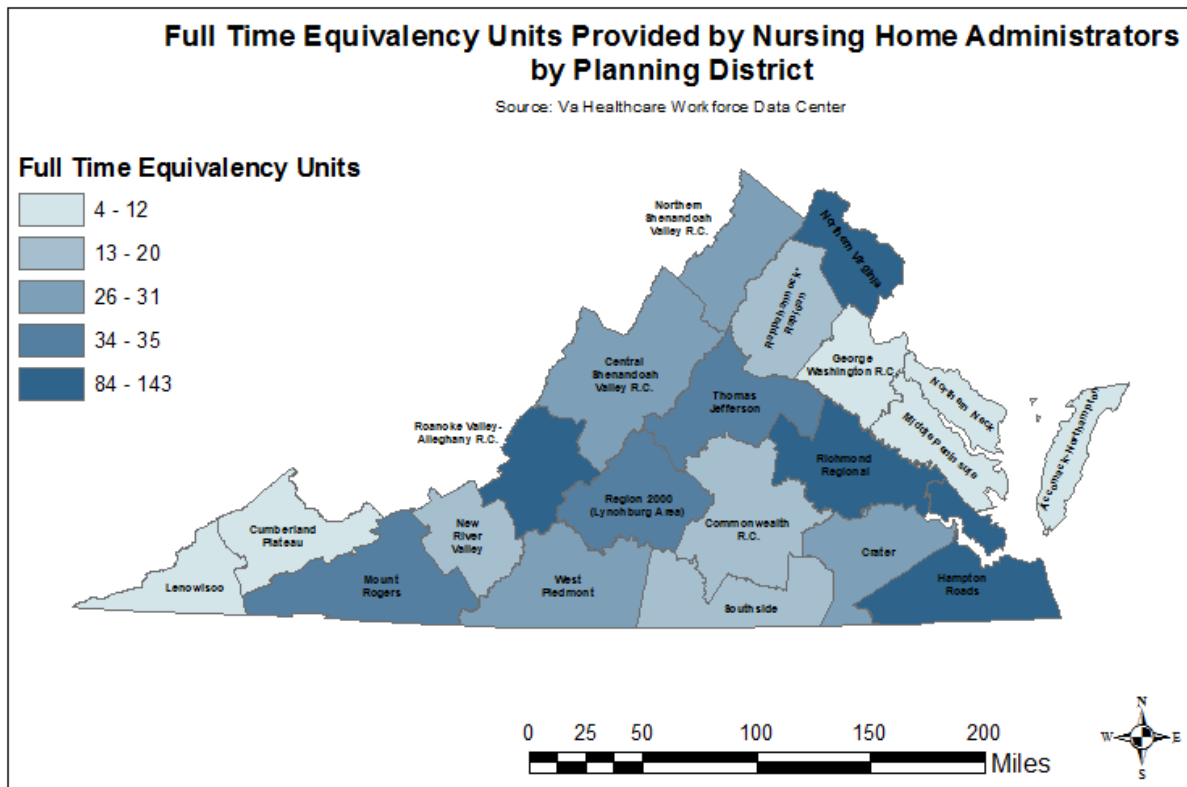 Full Time Equivalency Units Provided by Nursing Home Administrators
by Planning District
Source: Va Healthcare Workforce Data Center
Full Time Equivalency Units
4 - 12
13 - 20
26 - 31
34 - 35
84 - 143
Northern
Shenandoah
Valley R.C.
Northern Virginia
Rappahannock-
Rapidan
Central
Shenandoah
Valley R.C.
George
Washington R.C.
Northern Neck
Thomas
Jefferson
Middle Peninsula
Accomack-Northampton
Roanoke Valley-
Alleghany R.C.
Richmond
Regional
Region 2000
(Lynchburg Area)
Cumberland
Plateau
New
River
Valley
Commonwealth
R.C.
Crater
Lenowisco
Mount
Rogers
West
Piedmont
Southside
Hampton
Roads
0 25 50 100 150 200
Miles
N
W E
S